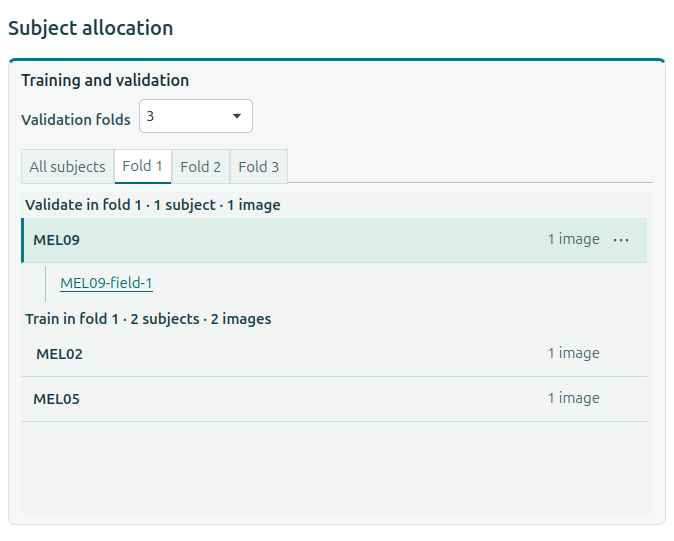 Subject allocation
Training and validation
Validation folds 3
All subjects Fold 1 Fold 2 Fold 3
Validate in fold 1 · 1 subject · 1 image
MEL09 1 image ...
MEL09-field-1
Train in fold 1 · 2 subjects · 2 images
MEL02 1 image
MEL05 1 image